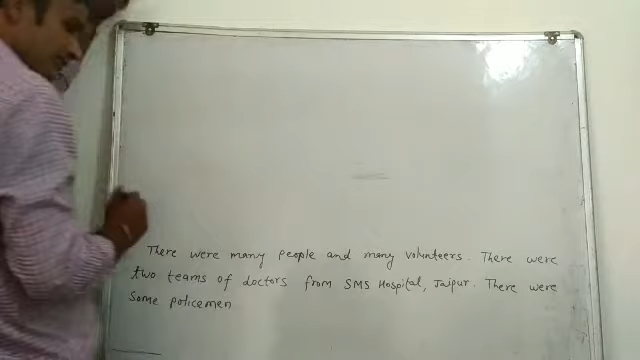 There were many people and many volunteers. There were
two teams of doctors from SMS Hospital, Jaipur. There were
Some policemen